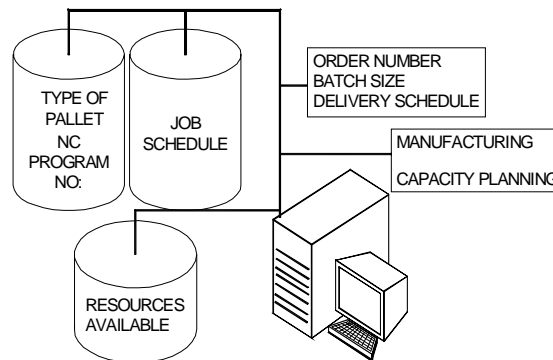 TYPE OF
PALLET
NC
PROGRAM
NO:
JOB
SCHEDULE
ORDER NUMBER
BATCH SIZE
DELIVERY SCHEDULE
MANUFACTURING
CAPACITY PLANNING
RESOURCES
AVAILABLE